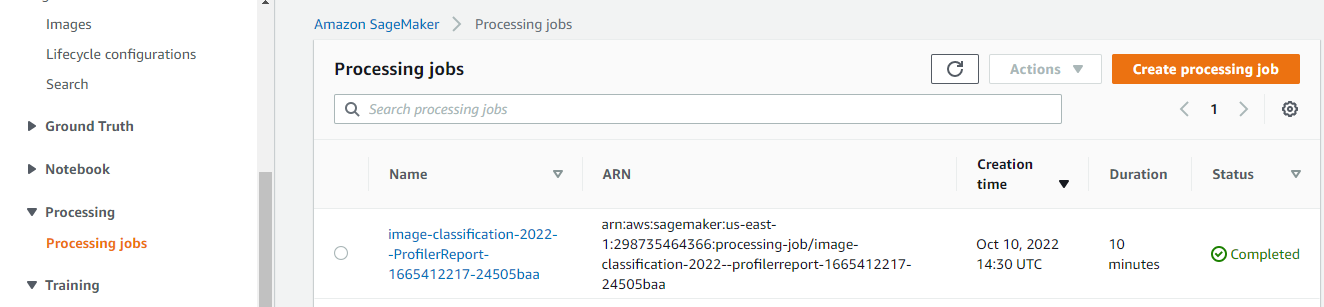 Images
Lifecycle configurations
Search
Ground Truth
Notebook
Processing
Processing jobs
Training
Amazon SageMaker > Processing jobs
Processing jobs
Actions
Create processing job
Search processing jobs
1
Name
ARN
Creation
time
Duration
Status
image-classification-2022-
-ProfilerReport-
1665412217-24505baa
arn:aws:sagemaker:us-east-
1:298735464366:processing-job/image-
classification-2022--profilerreport-1665412217-
24505baa
Oct 10, 2022
14:30 UTC
10
minutes
Completed